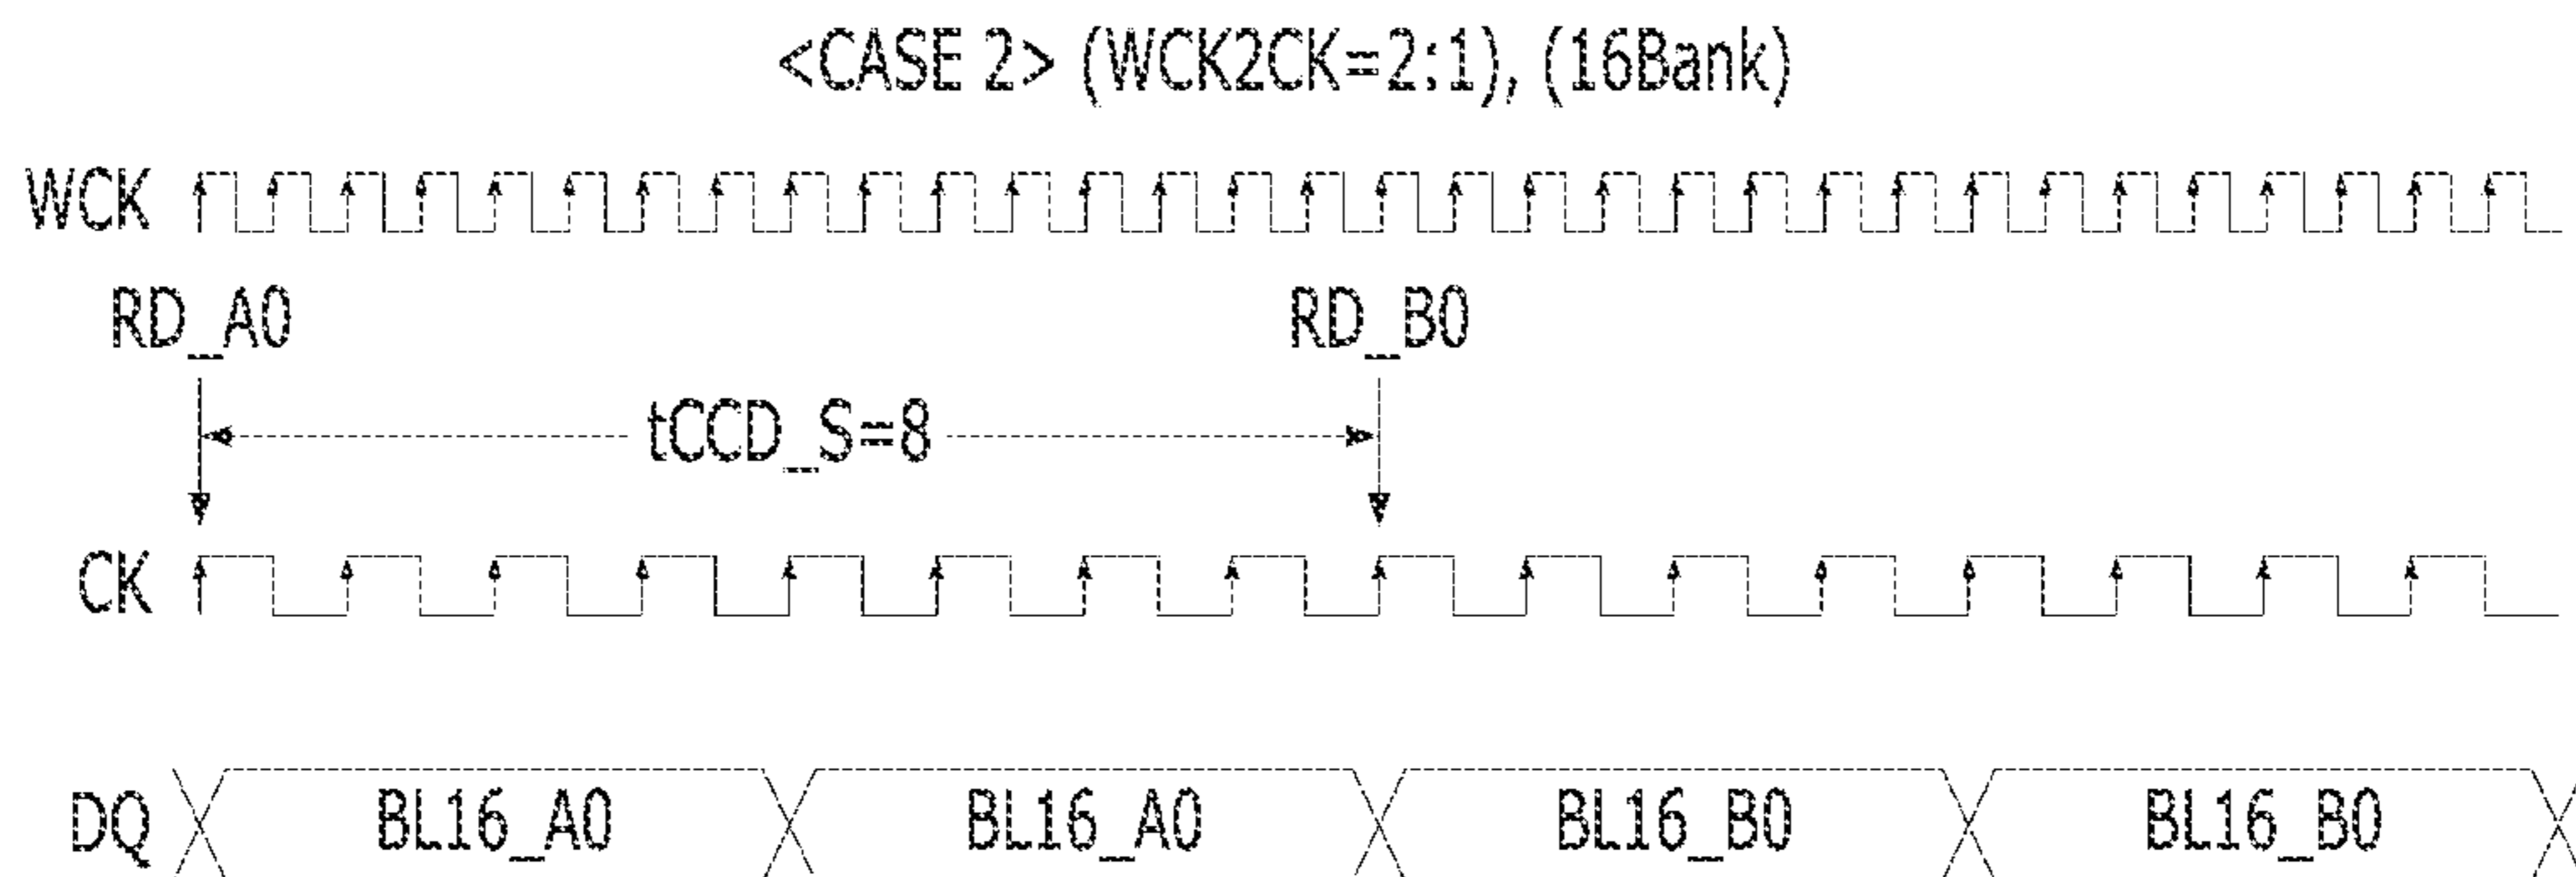 <CASE 2> (WCK2CK=2:1), (16Bank)
WCK
RD_A0 RD_B0
tCCD_S=8
CK
DQ BL16_A0 BL16_A0 BL16_B0 BL16_B0